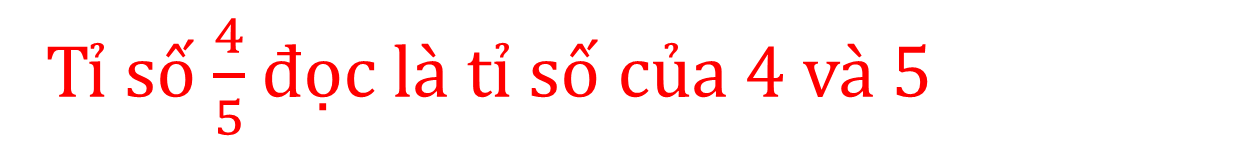 Tỉ số 4/5 đọc là tỉ số của 4 và 5